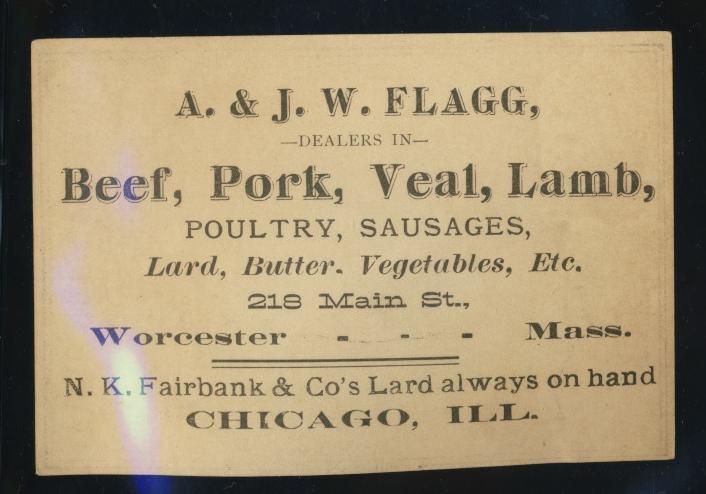 A. & J. W. FLAGG,
—DEALERS IN—
Beef, Pork, Veal, Lamb,
POULTRY, SAUSAGES,
Lard, Butter. Vegetables, Etc.
218 Main St.,
Worcester - - - Mass.
N. K. Fairbank & Co's Lard always on hand
CHICAGO, ILL.